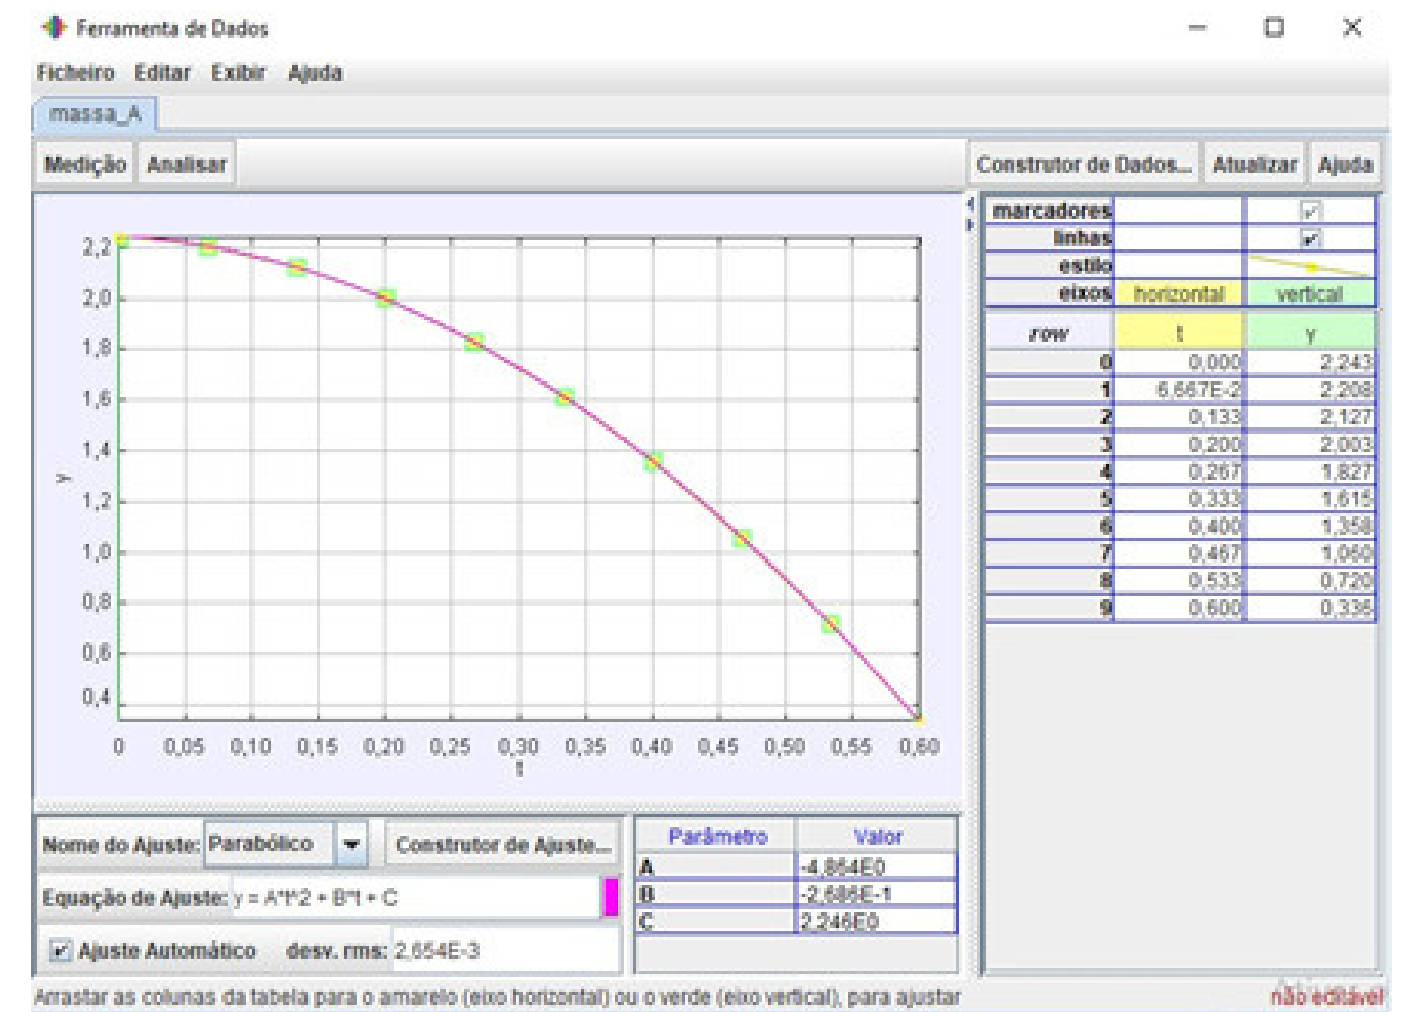 Ferramenta de Dados
Ficheiro Editar Exibir Ajuda
massa_A
Medição Analisar
Construtor de Dados... Atualizar Ajuda
marcadores
linhas
estilo
eixos horizontal vertical
row t y
0 0,000 2,243
1 6,667E-2 2,208
2 0,133 2,127
3 0,200 2,003
4 0,267 1,827
5 0,333 1,615
6 0,400 1,358
7 0,467 1,060
8 0,533 0,720
9 0,600 0,336
2,2
2,0
1,8
1,6
1,4
1,2
1,0
0,8
0,6
0,4
y
0 0,05 0,10 0,15 0,20 0,25 0,30 0,35 0,40 0,45 0,50 0,55 0,60
t
Nome do Ajuste: Parabólico Construtor de Ajuste...
Equação de Ajuste: y = A*t^2 + B*t + C
Ajuste Automático desv. rms: 2,654E-3
Parâmetro Valor
A -4,864E0
B -2,686E-1
C 2,246E0
Arrastar as colunas da tabela para o amarelo (eixo horizontal) ou o verde (eixo vertical), para ajustar
não editável